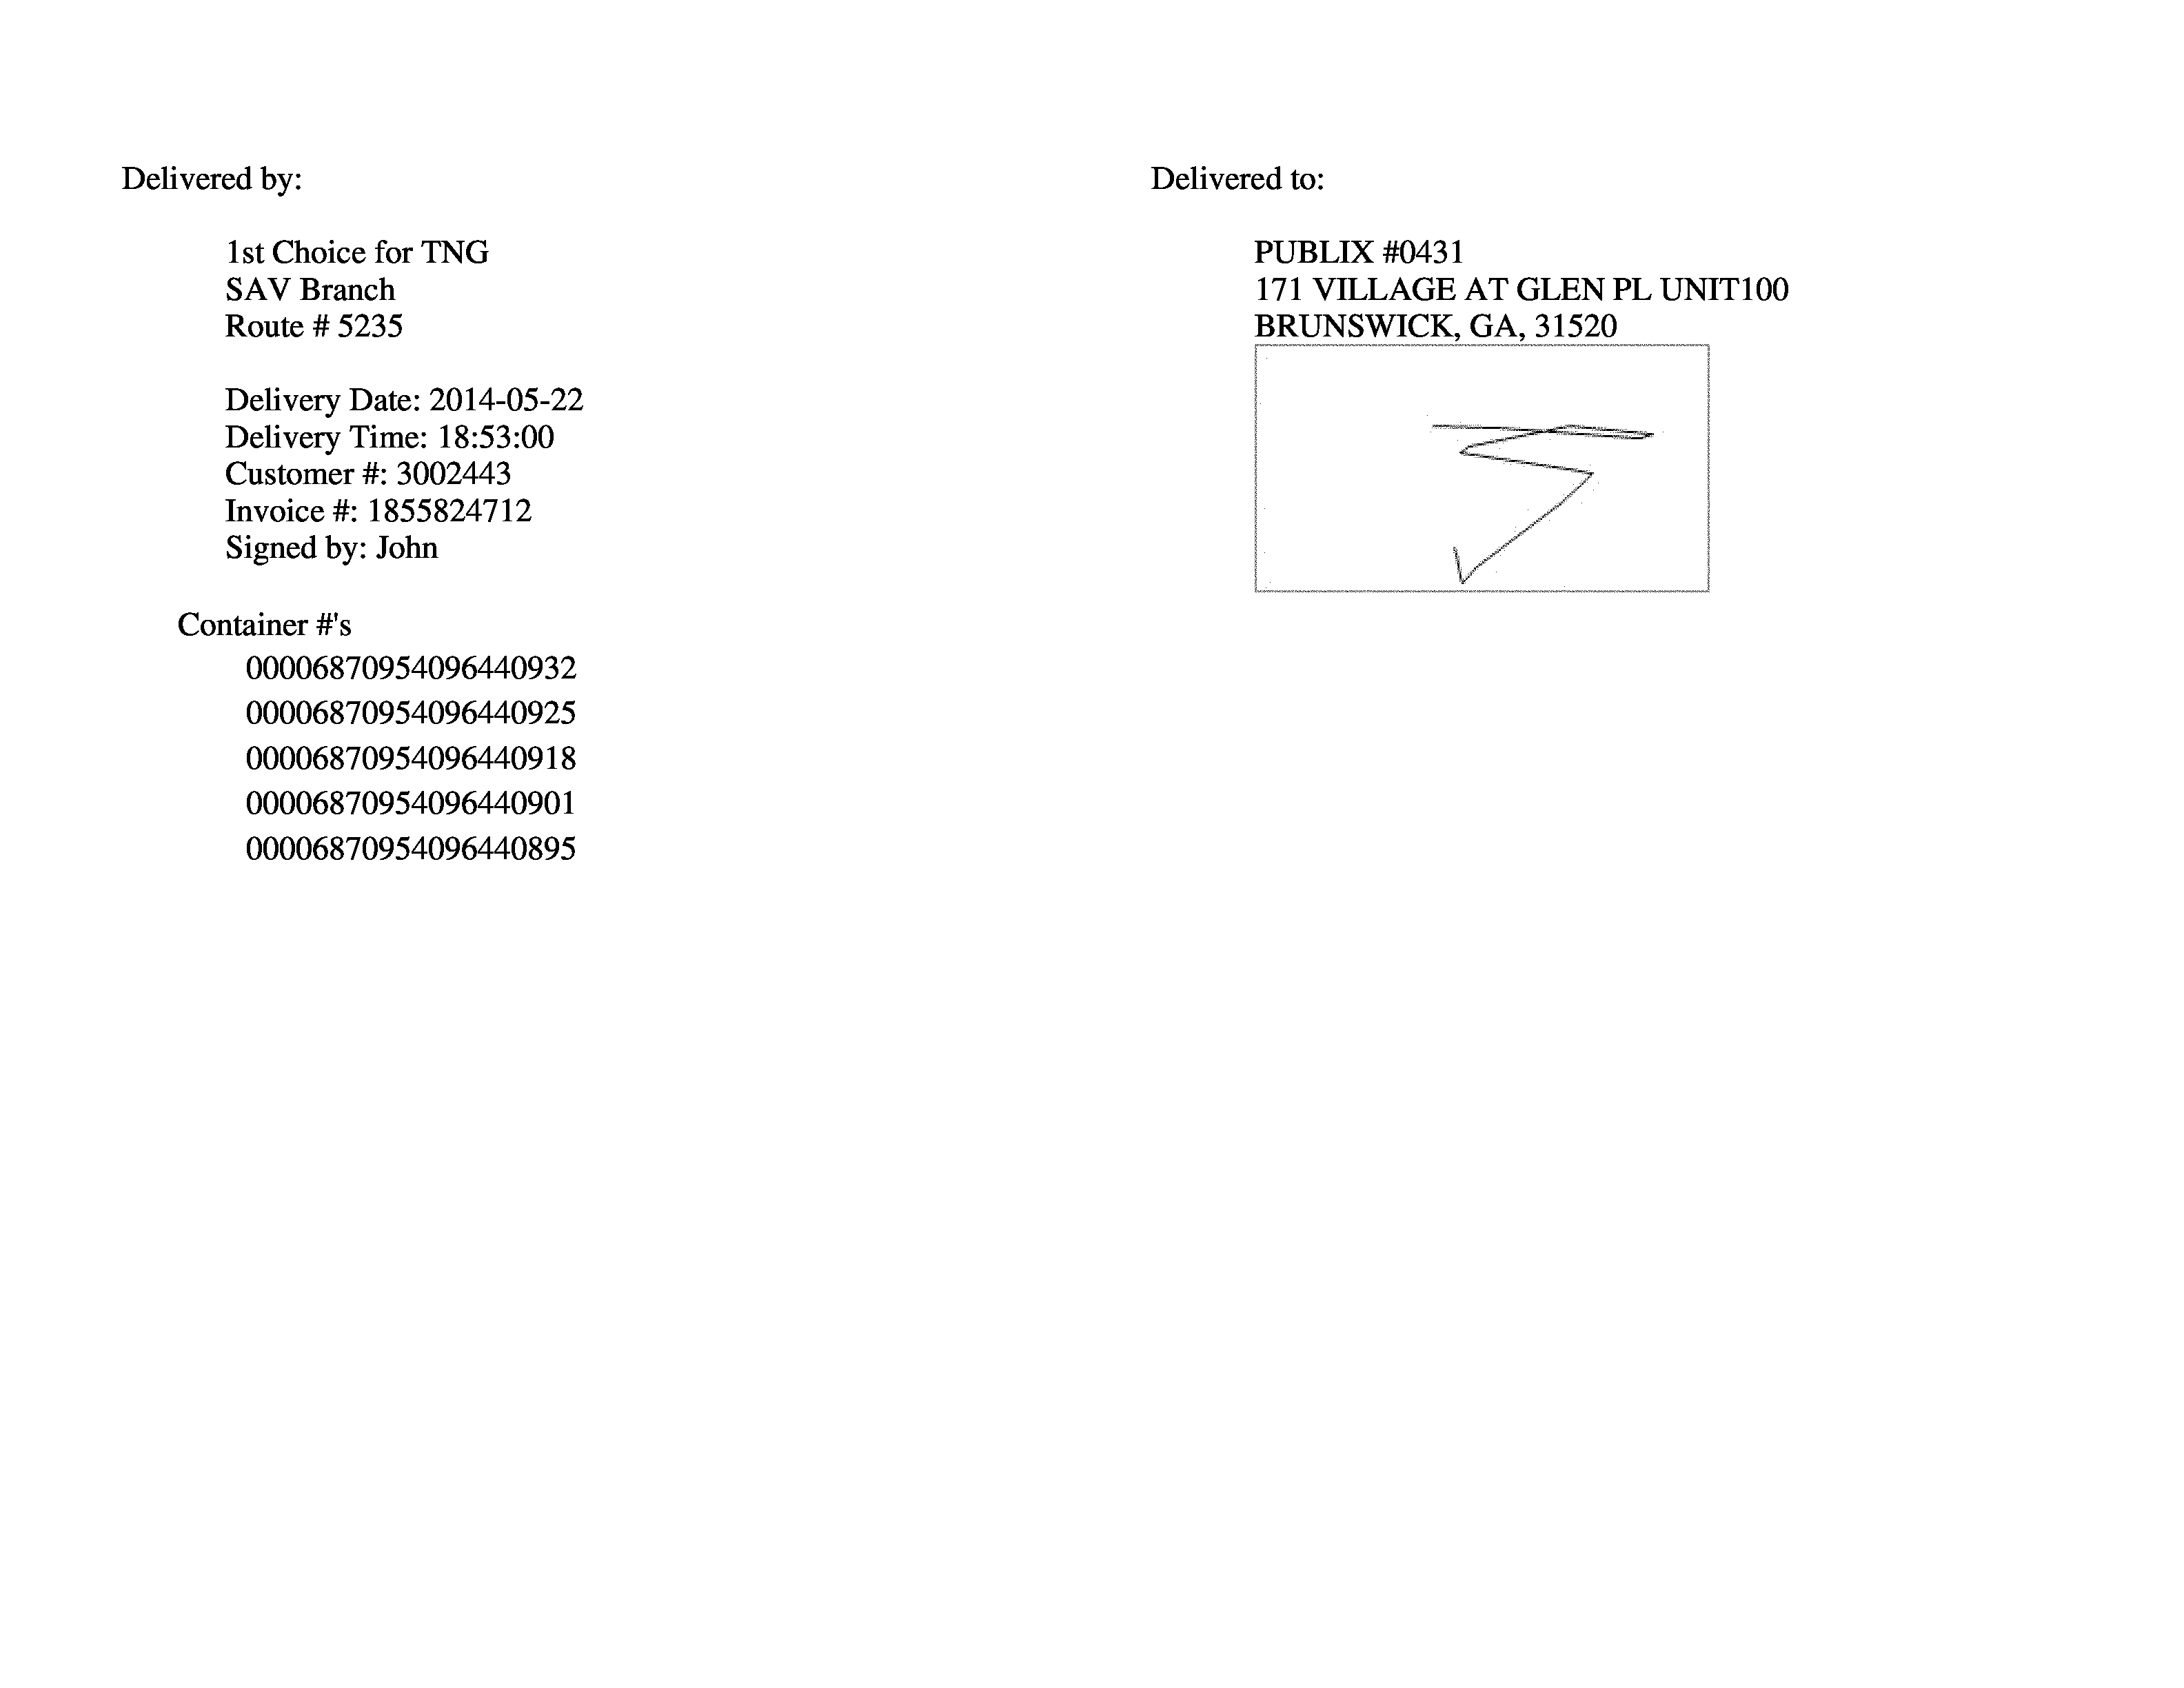 Delivered by:
1st Choice for TNG
SAV Branch
Route # 5235
Delivery Date: 2014-05-22
Delivery Time: 18:53:00
Customer #: 3002443
Invoice #: 1855824712
Signed by: John
Container #'s
00006870954096440932
00006870954096440925
00006870954096440918
00006870954096440901
00006870954096440895
Delivered to:
PUBLIX #0431
171 VILLAGE AT GLEN PL UNIT100
BRUNSWICK, GA, 31520